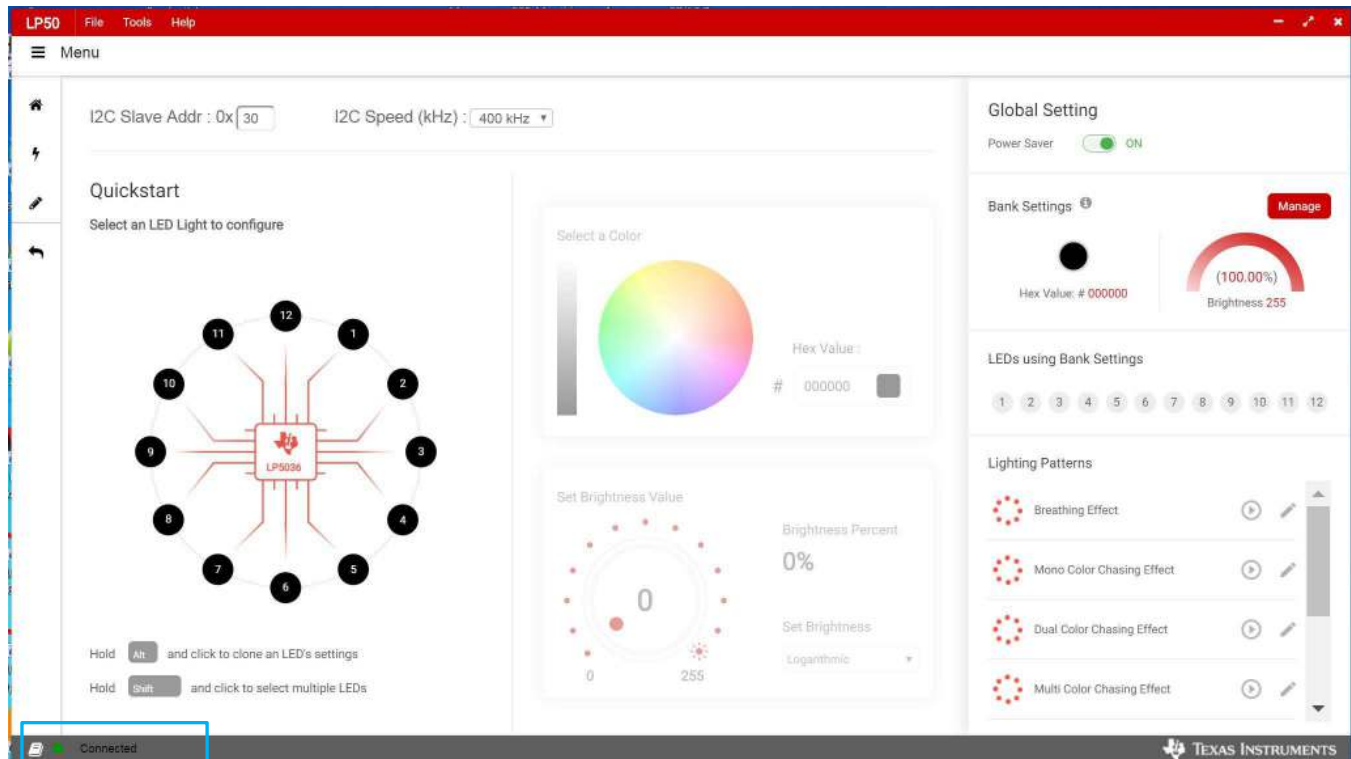 LP50 File Tools Help
Menu
I2C Slave Addr : 0x 30 I2C Speed (kHz) : 400 kHz
Quickstart
Select an LED Light to configure
12
11
1
10
2
9
LP5036
3
8
4
7
5
6
Hold Alt and click to clone an LED's settings
Hold Shift and click to select multiple LEDs
Select a Color
Hex Value :
# 000000
Set Brightness Value
0
0 255
Brightness Percent
0%
Set Brightness
Logarithmic
Global Setting
Power Saver ON
Bank Settings Manage
Hex Value: # 000000
(100.00%)
Brightness 255
LEDs using Bank Settings
1 2 3 4 5 6 7 8 9 10 11 12
Lighting Patterns
Breathing Effect
Mono Color Chasing Effect
Dual Color Chasing Effect
Multi Color Chasing Effect
Connected
TEXAS INSTRUMENTS